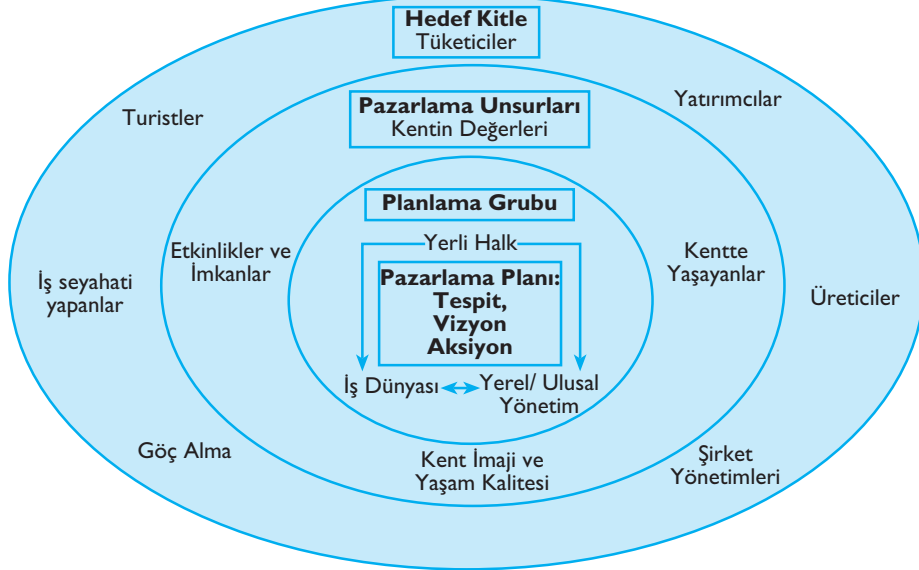 Hedef Kitle
Tüketiciler
Turistler
Yatırımcılar
Pazarlama Unsurları
Kentin Değerleri
Planlama Grubu
Yerli Halk
Etkinlikler ve
İmkanlar
Kentte
Yaşayanlar
İş seyahati
yapanlar
Üreticiler
Pazarlama Planı:
Tespit,
Vizyon
Aksiyon
İş Dünyası
Yerel/ Ulusal
Yönetim
Göç Alma
Kent İmaji ve
Yaşam Kalitesi
Şirket
Yönetimleri